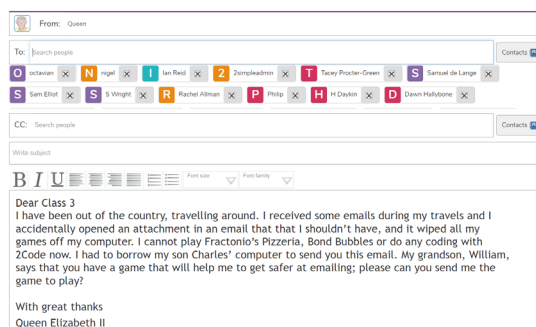 From: Queen
To: Search people Contacts
O octavian X N nigel X I Ian Reid X 2 2simpleadmin X T Tacey Procter-Green X S Samuel de Lange X
S Sam Elliot X S S Wright X R Rachel Allman X P Philip X H H Daykin X D Dawn Hallybone X
CC: Search people Contacts
Write subject
B I U Font size Font family
Dear Class 3
I have been out of the country, travelling around. I received some emails during my travels and I
accidentally opened an attachment in an email that that I shouldn’t have, and it wiped all my
games off my computer. I cannot play Fractonio’s Pizzeria, Bond Bubbles or do any coding with
2Code now. I had to borrow my son Charles’ computer to send you this email. My grandson, William,
says that you have a game that will help me to get safer at emailing; please can you send me the
game to play?
With great thanks
Queen Elizabeth II